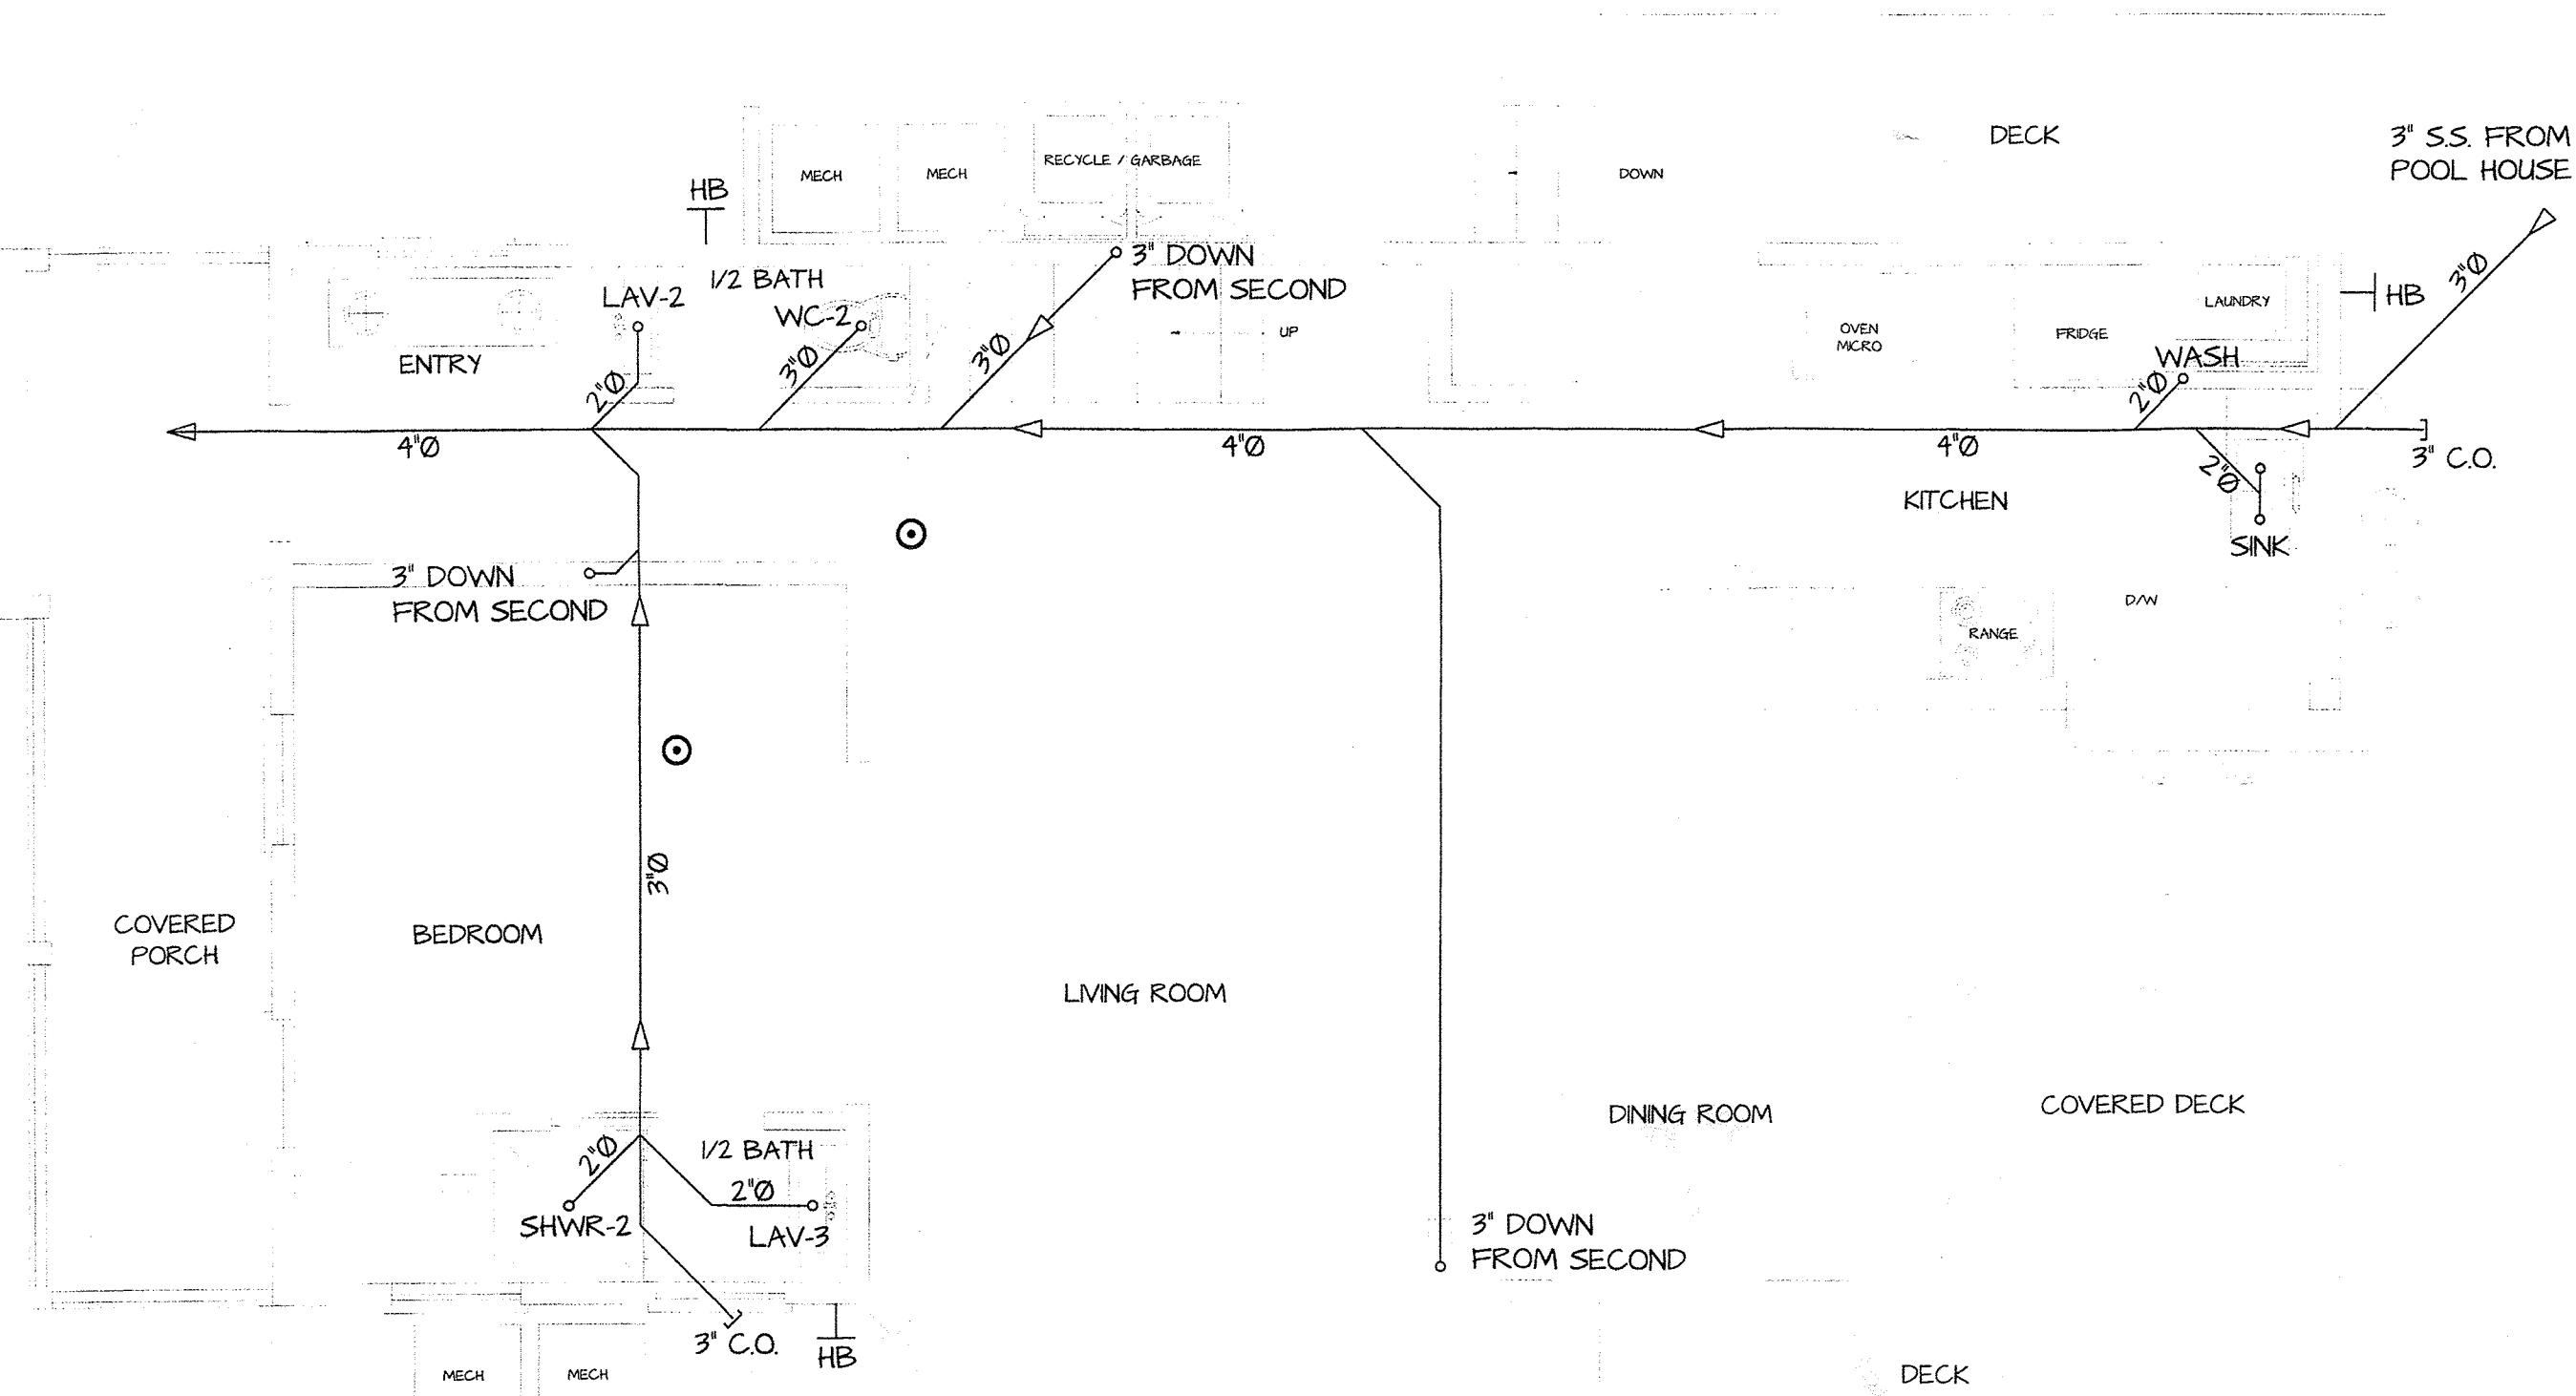 DECK
3" S.S. FROM
POOL HOUSE
RECYCLE / GARBAGE
MECH
MECH
DOWN
HB
3" DOWN
FROM SECOND
3"Ø
1/2 BATH
LAV-2
HB
LAUNDRY
WC-2
UP
OVEN
MICRO
FRIDGE
3"Ø
3"Ø
WASH
ENTRY
2"Ø
2"Ø
4"Ø
4"Ø
4"Ø
3" C.O.
2"Ø
KITCHEN
SINK
3" DOWN
FROM SECOND
D/W
RANGE
3"Ø
COVERED
PORCH
BEDROOM
LIVING ROOM
DINING ROOM
COVERED DECK
2"Ø
1/2 BATH
2"Ø
SHWR-2
LAV-3
3" DOWN
FROM SECOND
3" C.O.
HB
MECH
MECH
DECK